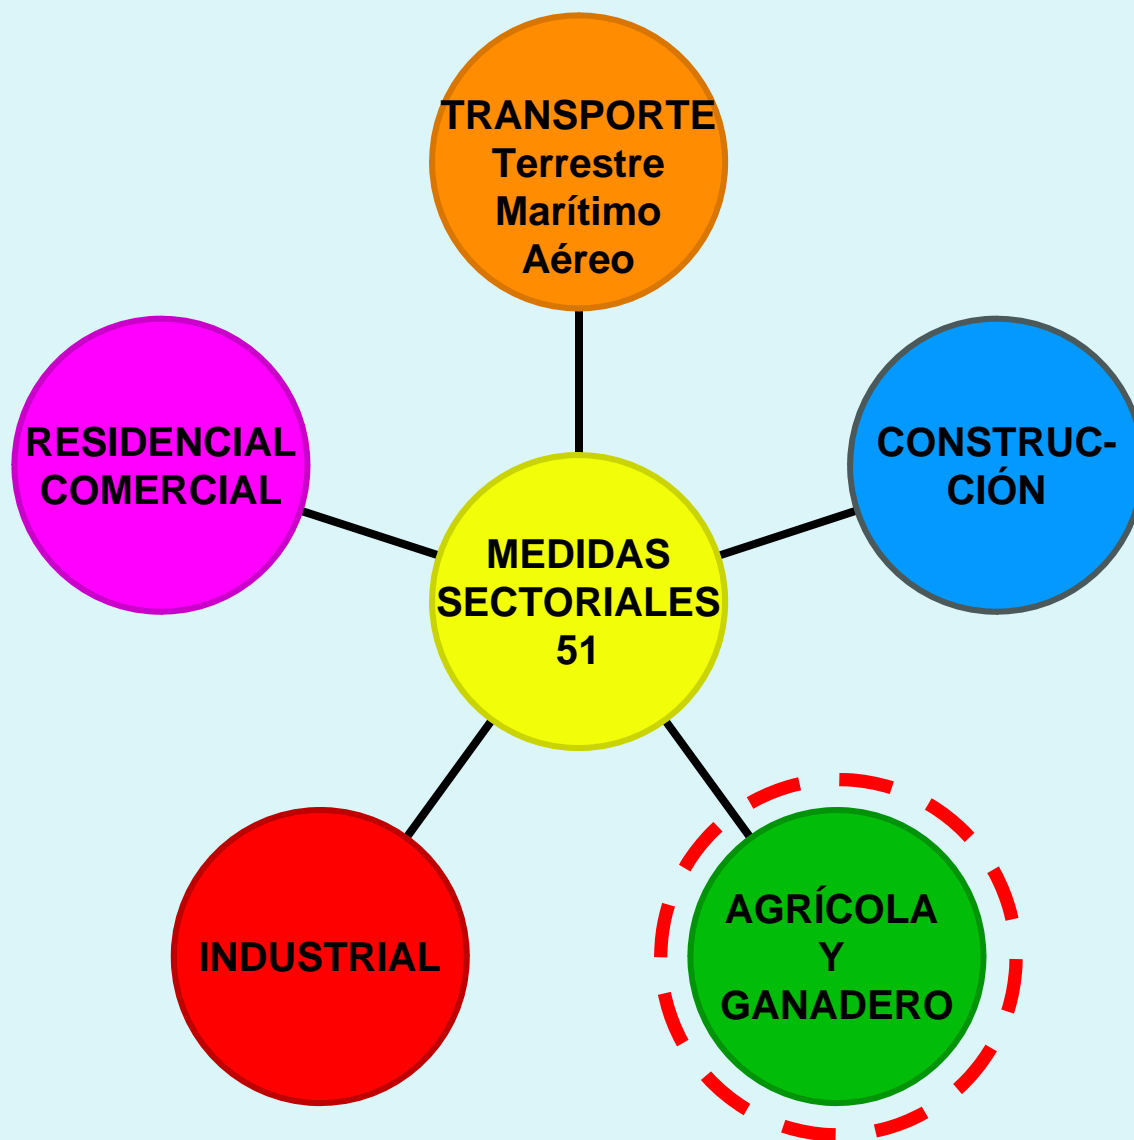 TRANSPORTE
Terrestre
Marítimo
Aéreo
RESIDENCIAL
COMERCIAL
CONSTRUC-
CIÓN
MEDIDAS
SECTORIALES
51
INDUSTRIAL
AGRÍCOLA
Y
GANADERO